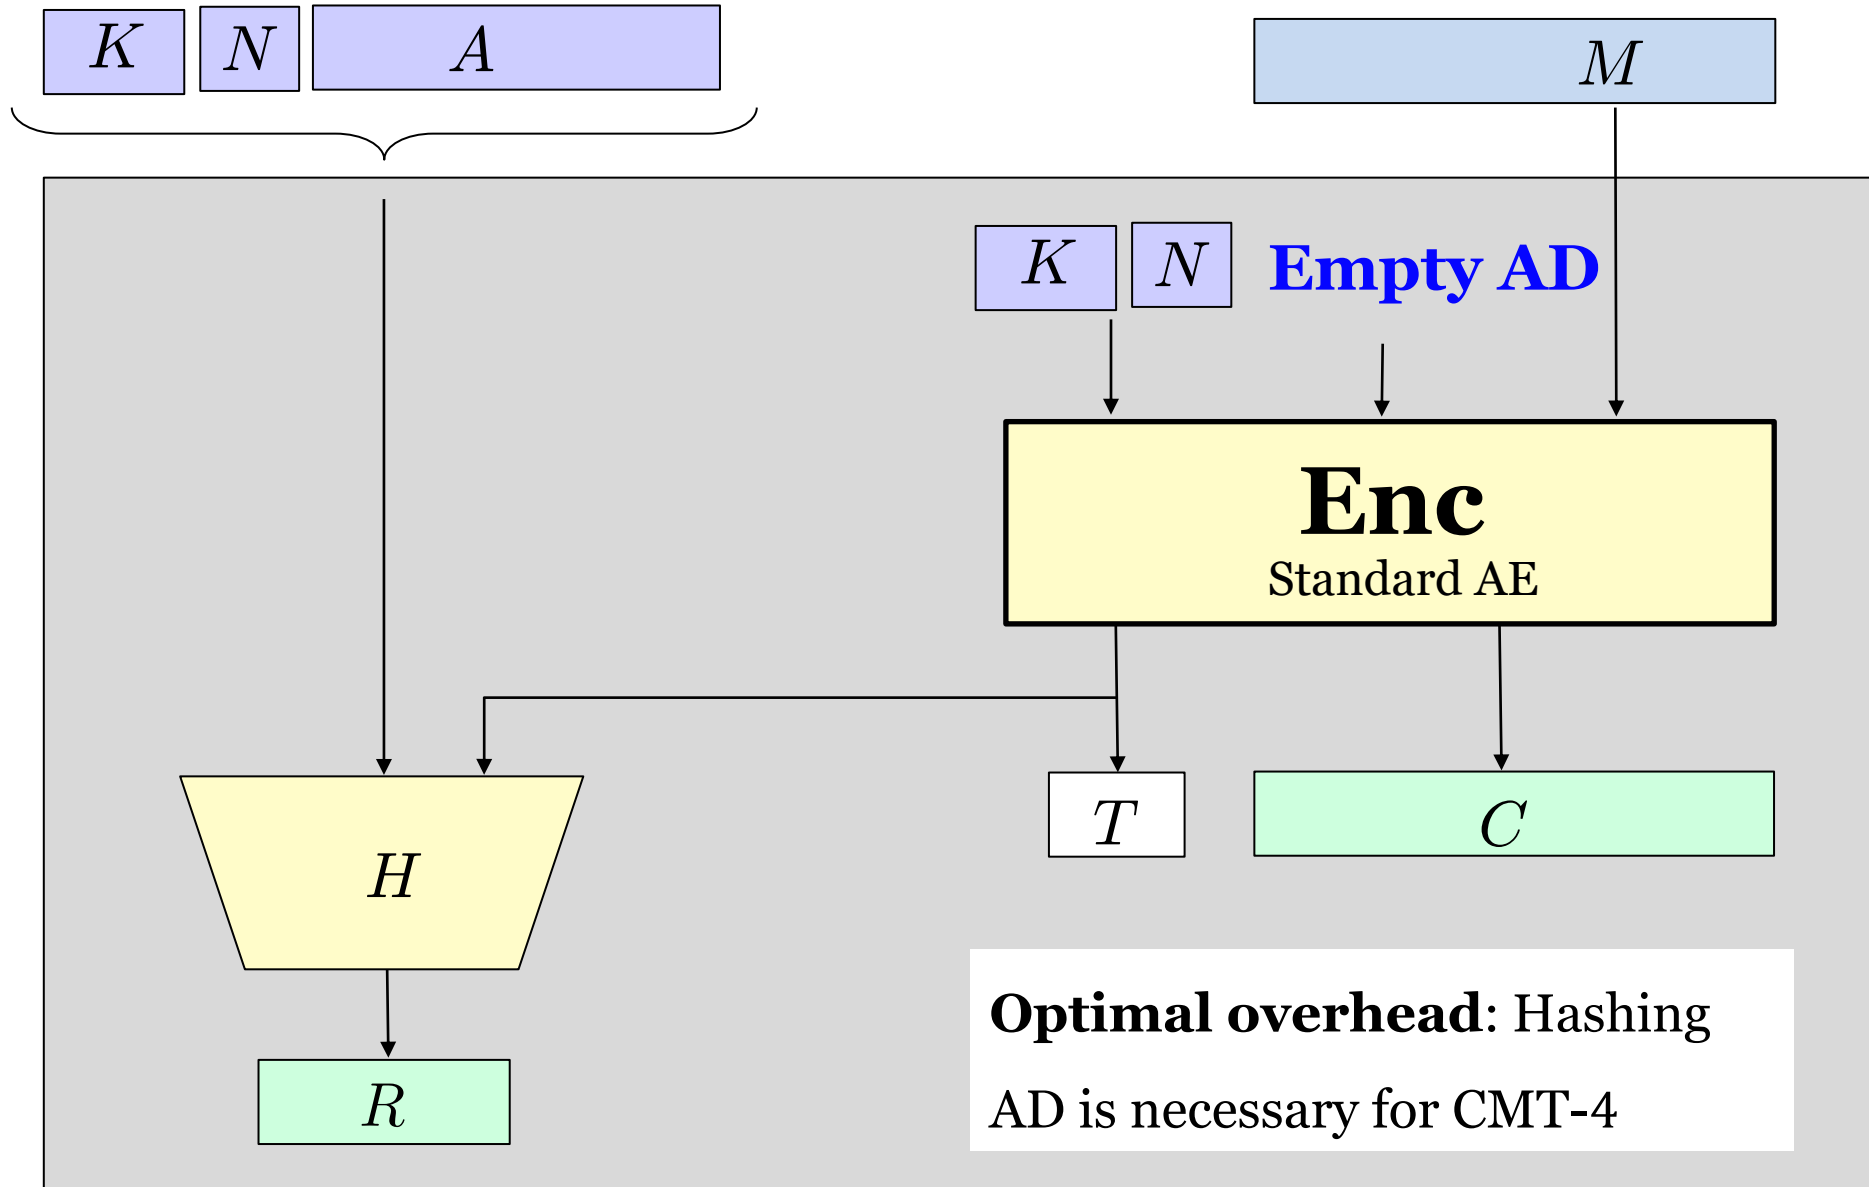 K N A
M
K N Empty AD
Enc
Standard AE
T
C
H
R
Optimal overhead: Hashing
AD is necessary for CMT-4